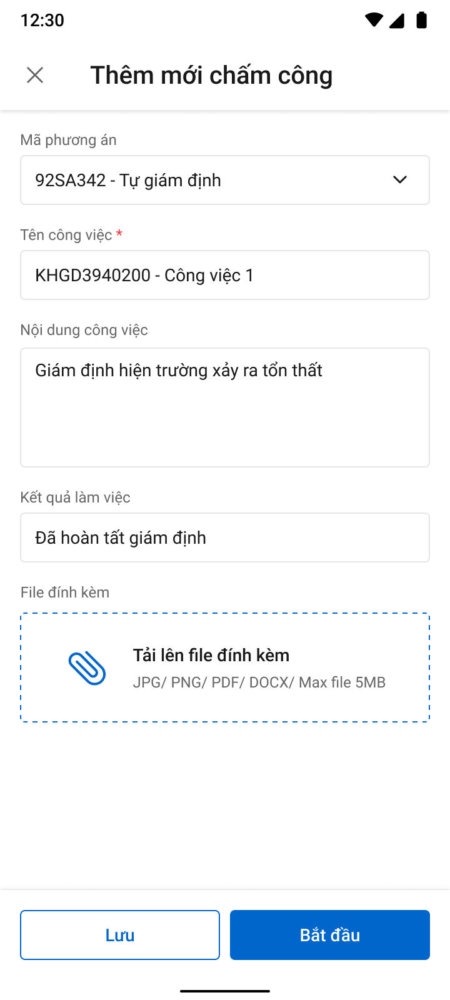 12:30
Thêm mới chấm công
Mã phương án
92SA342 - Tự giám định
Tên công việc *
KHGD3940200 - Công việc 1
Nội dung công việc
Giám định hiện trường xảy ra tổn thất
Kết quả làm việc
Đã hoàn tất giám định
File đính kèm
Tải lên file đính kèm
JPG/ PNG/ PDF/ DOCX/ Max file 5MB
Lưu
Bắt đầu